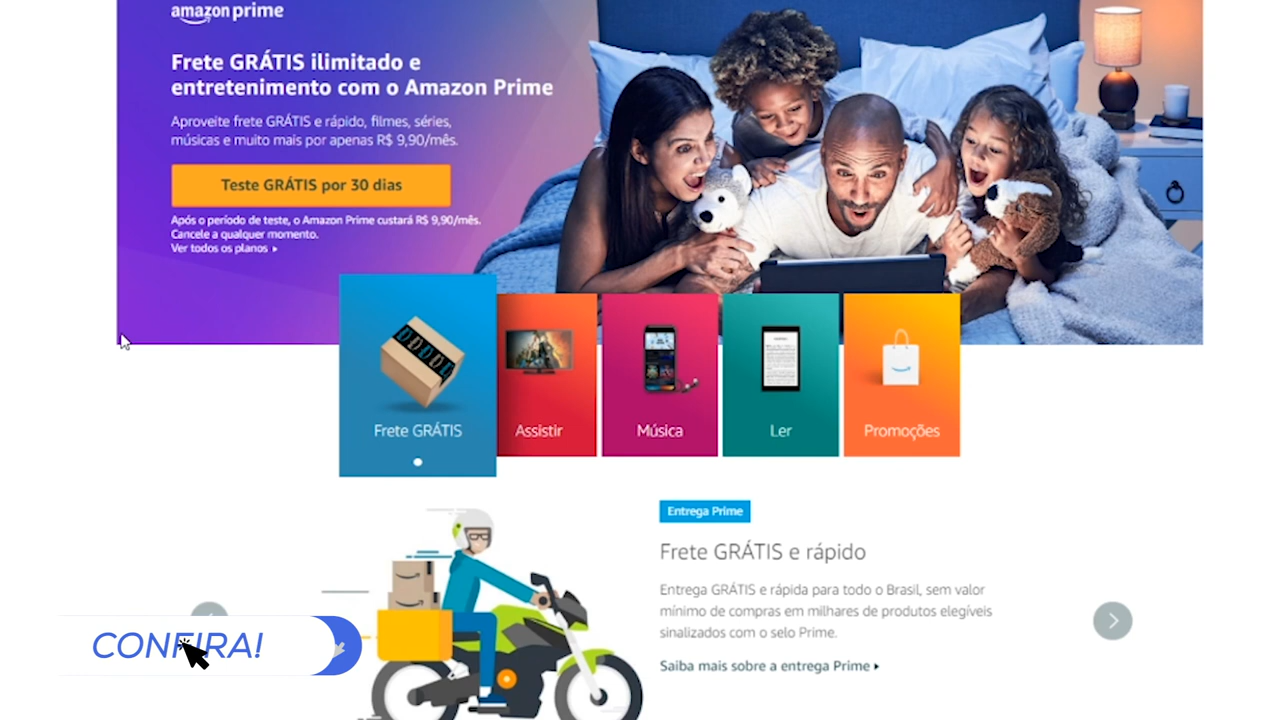 amazon prime
Frete GRÁTIS ilimitado e
entretenimento com o Amazon Prime
Aproveite frete GRÁTIS e rápido, filmes, séries,
músicas e muito mais por apenas R$ 9,90/mês.
Teste GRÁTIS por 30 dias
Após o período de teste, o Amazon Prime custará R$ 9,90/mês.
Cancele a qualquer momento.
Ver todos os planos
Frete GRÁTIS
Assistir
Música
Ler
Promoções
Entrega Prime
Frete GRÁTIS e rápido
Entrega GRÁTIS e rápida para todo o Brasil, sem valor
mínimo de compras em milhares de produtos elegíveis
sinalizados com o selo Prime.
Saiba mais sobre a entrega Prime
CONFIRA!